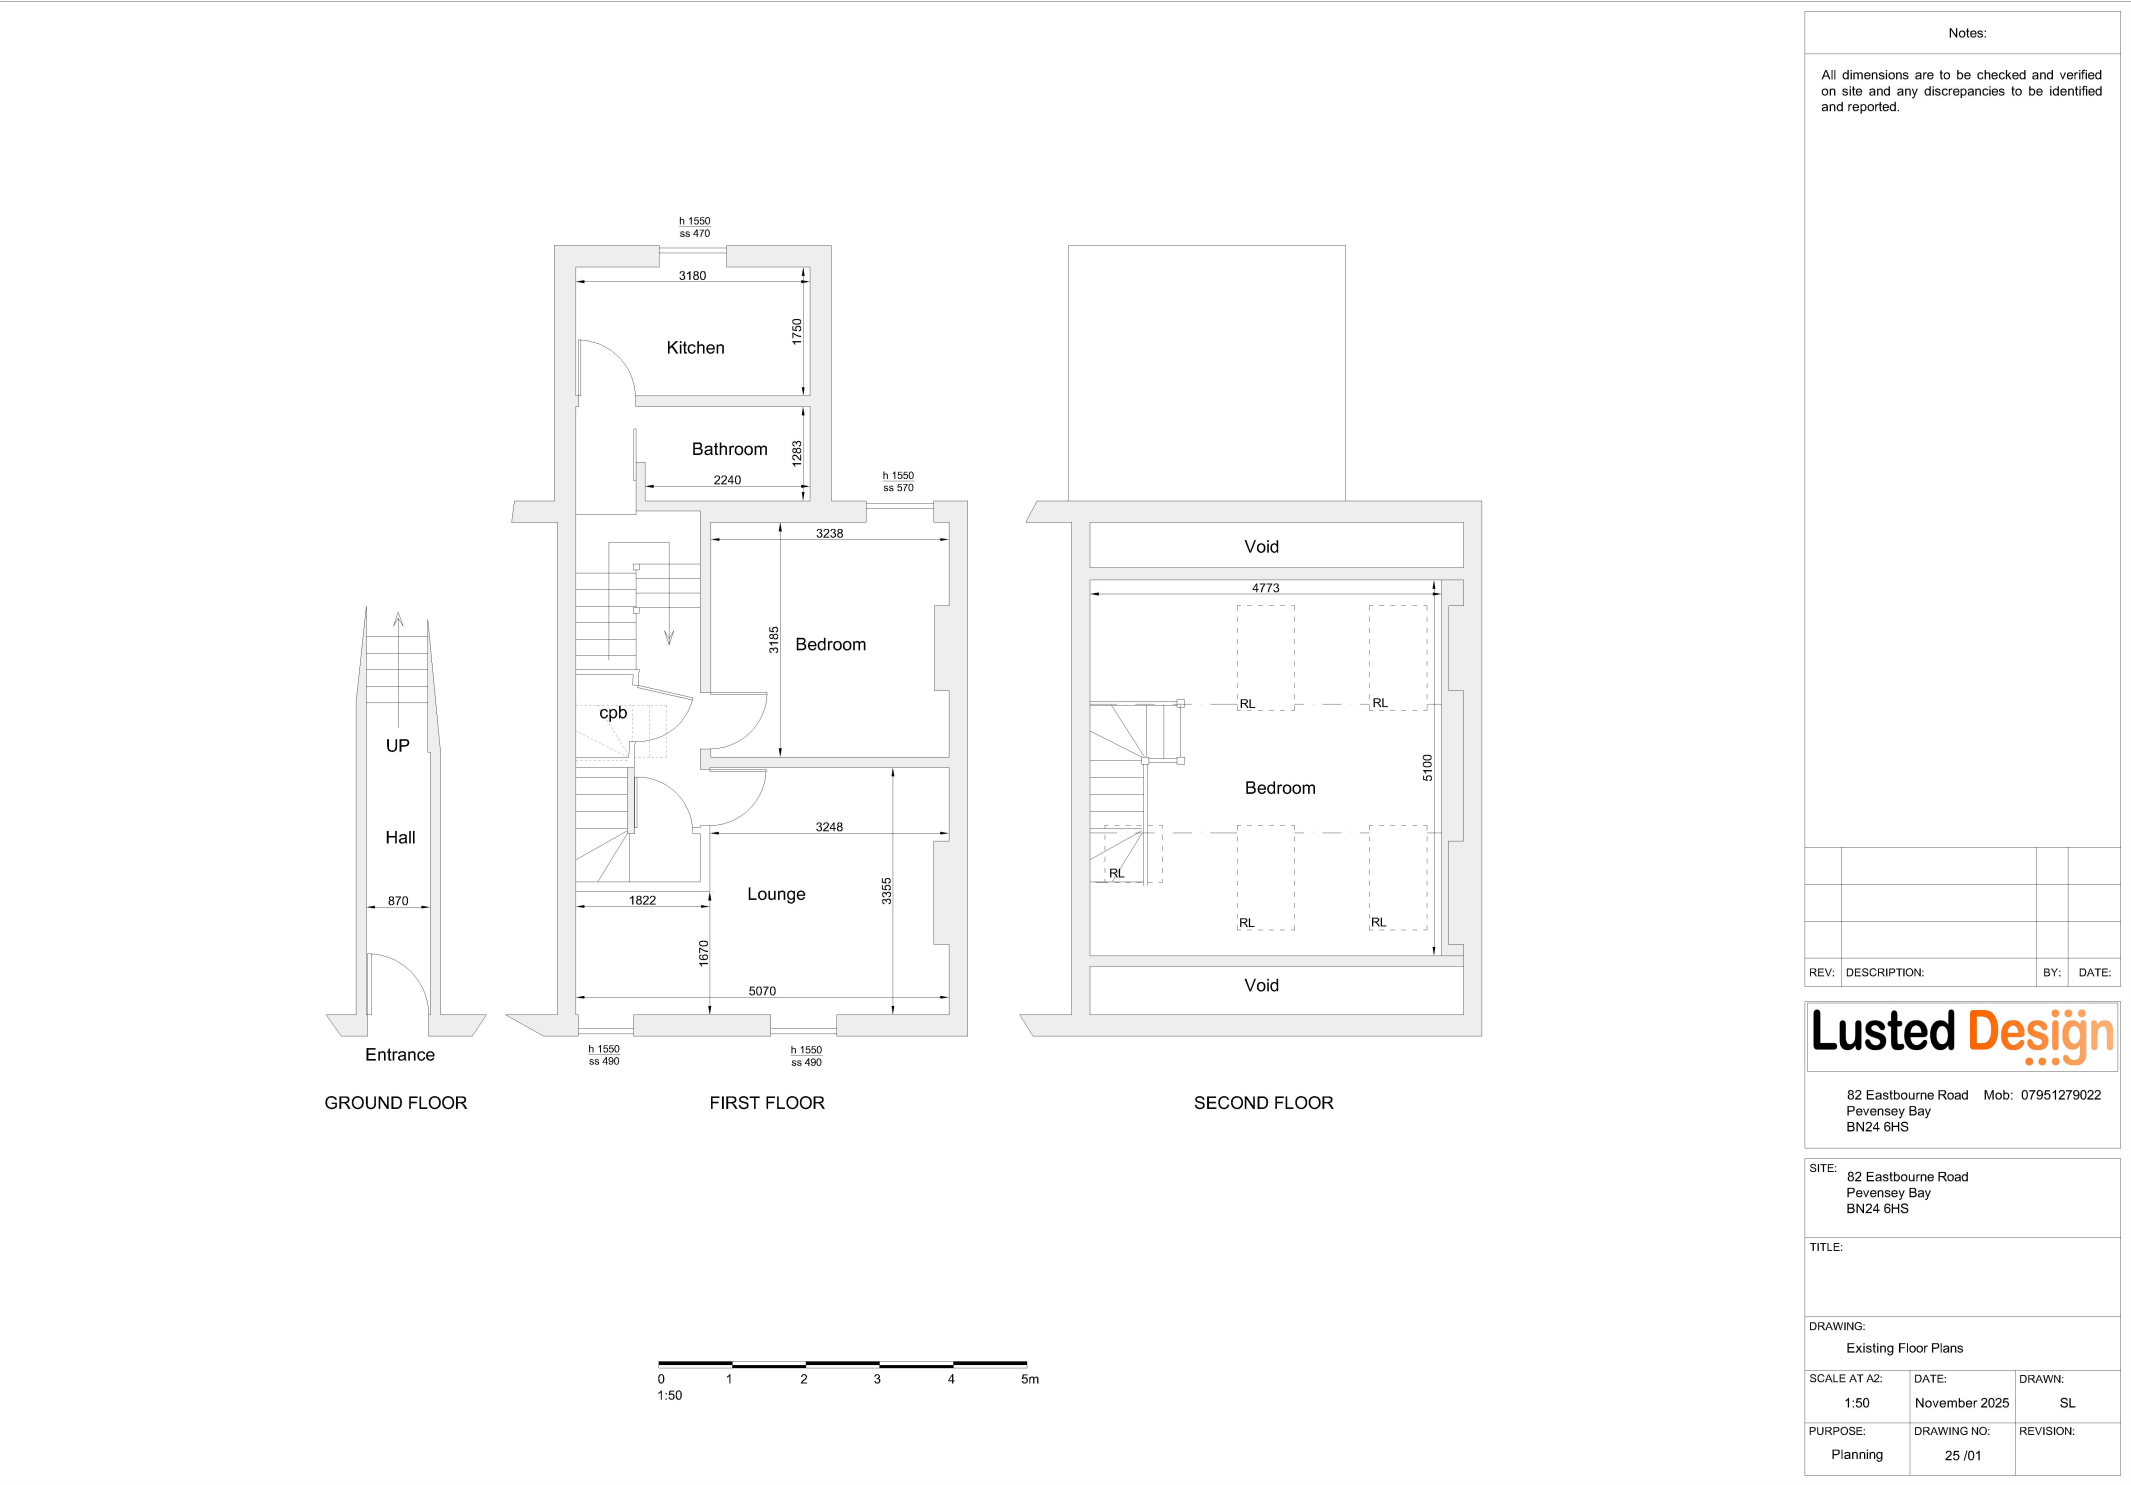 Notes:
All dimensions are to be checked and verified
on site and any discrepancies to be identified
and reported.
h 1550
ss 470
3180
1750
Kitchen
Bathroom
1283
2240
h 1550
ss 570
3238
3185
Bedroom
cpb
3248
Lounge
3355
1822
1670
5070
h 1550
ss 490
h 1550
ss 490
FIRST FLOOR
UP
Hall
870
Entrance
GROUND FLOOR
Void
4773
RL
RL
5100
Bedroom
RL
RL
RL
Void
SECOND FLOOR
0 1 2 3 4 5m
1:50
REV: DESCRIPTION: BY: DATE:
Lusted Design
82 Eastbourne Road Mob: 07951279022
Pevensey Bay
BN24 6HS
SITE:
82 Eastbourne Road
Pevensey Bay
BN24 6HS
TITLE:
DRAWING:
Existing Floor Plans
SCALE AT A2: DATE: DRAWN:
1:50 November 2025 SL
PURPOSE: DRAWING NO: REVISION:
Planning 25 /01